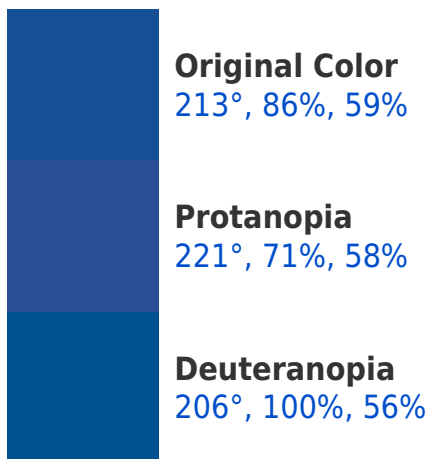 Original Color
213°, 86%, 59%
Protanopia
221°, 71%, 58%
Deuteranopia
206°, 100%, 56%